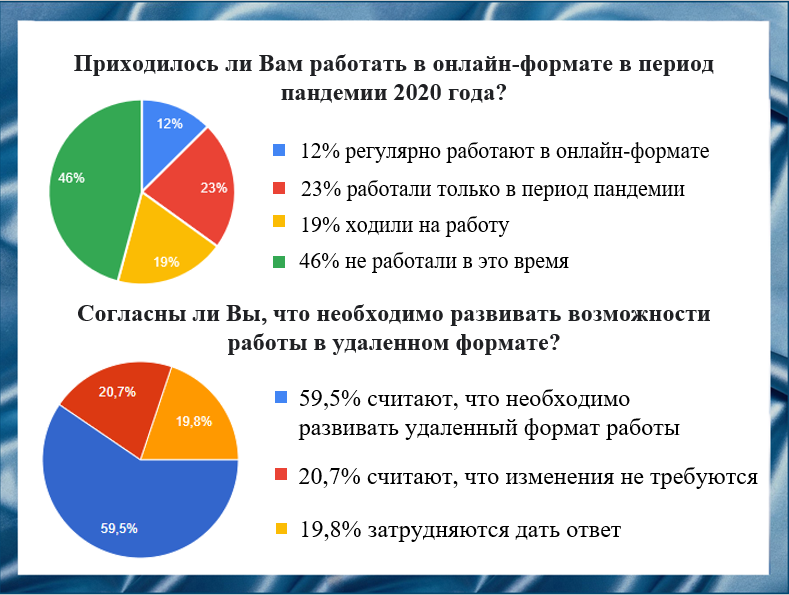 Приходилось ли Вам работать в онлайн-формате в период
пандемии 2020 года?
12%
23%
19%
46%
12% регулярно работают в онлайн-формате
23% работали только в период пандемии
19% ходили на работу
46% не работали в это время
Согласны ли Вы, что необходимо развивать возможности
работы в удаленном формате?
20,7%
19,8%
59,5%
59,5% считают, что необходимо
развивать удаленный формат работы
20,7% считают, что изменения не требуются
19,8% затрудняются дать ответ